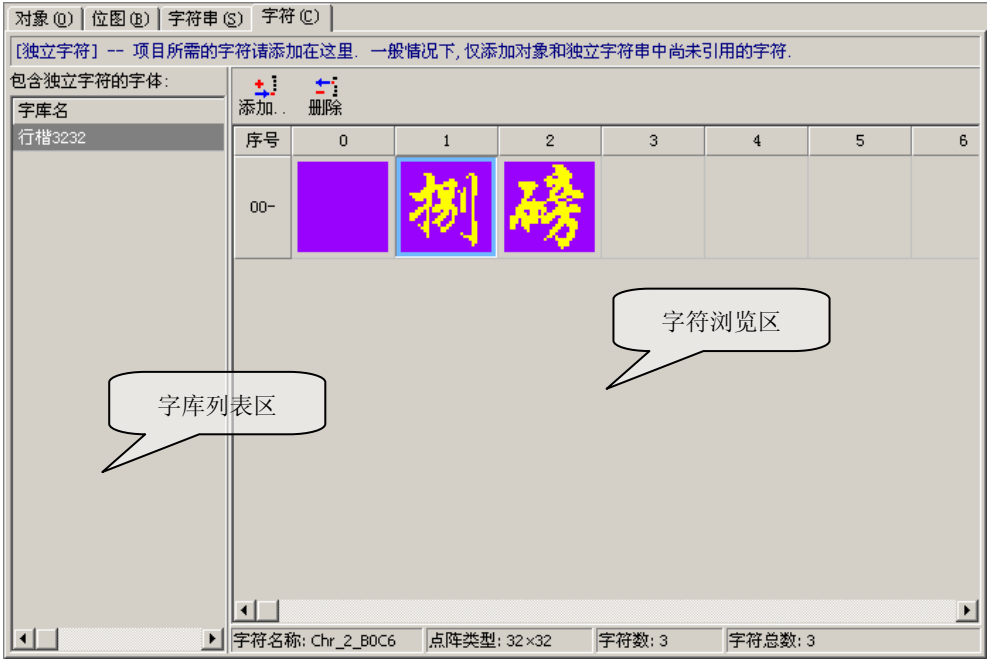 对象(O) 位图(B) 字符串(S) 字符(C)
[独立字符] -- 项目所需的字符请添加在这里. 一般情况下,仅添加对象和独立字符串中尚未引用的字符.
包含独立字符的字体:
字库名
行楷3232
添加.. 删除
序号 0 1 2 3 4 5 6
00- 捌 磅
字符浏览区
字库列表区
字符名称: Chr_2_B0C6 点阵类型: 32×32 字符数: 3 字符总数: 3